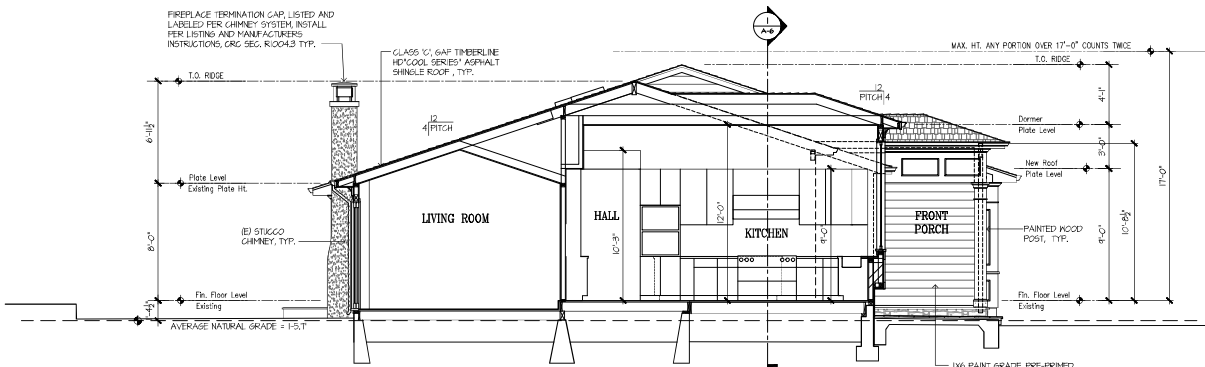 FIREPLACE TERMINATION CAP, LISTED AND
LABELED PER CHIMNEY SYSTEM, INSTALL
PER LISTING AND MANUFACTURERS
INSTRUCTIONS, CRC SEC. R1004.3 TYP.
A-6
CLASS 'C', GAF TIMBERLINE
HD"COOL SERIES" ASPHALT
SHINGLE ROOF, TYP.
MAX. HT. ANY PORTION OVER 17'-0" COUNTS TWICE
T.O. RIDGE
T.O. RIDGE
12
PITCH 4
4'-1"
12
4 PITCH
6'-11½"
Dormer
Plate Level
3'-0"
New Roof
Plate Level
Plate Level
Existing Plate Ht.
17'-0"
10'-8½"
9'-0"
LIVING ROOM
HALL
12'-0"
KITCHEN
FRONT
PORCH
(E) STUCCO
CHIMNEY, TYP.
8'-0"
10'-3"
9'-0"
PAINTED WOOD
POST, TYP.
Fin. Floor Level
Existing
Fin. Floor Level
Existing
4½"
AVERAGE NATURAL GRADE = 1-5.1'
1X6 PAINT GRADE PRE-PRIMED